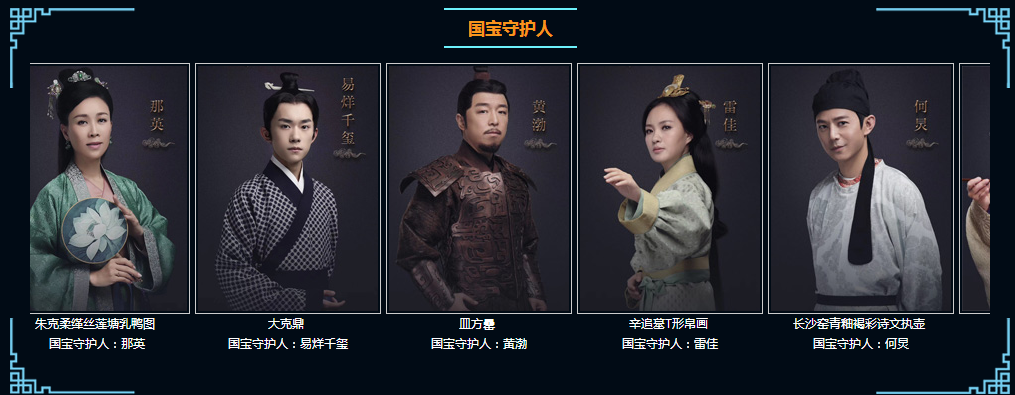 国宝守护人
那英
易烊千玺
黄渤
雷佳
何炅
朱克柔缂丝莲塘乳鸭图
大克鼎
皿方罍
辛追墓T形帛画
长沙窑青釉褐彩诗文执壶
国宝守护人：那英
国宝守护人：易烊千玺
国宝守护人：黄渤
国宝守护人：雷佳
国宝守护人：何炅